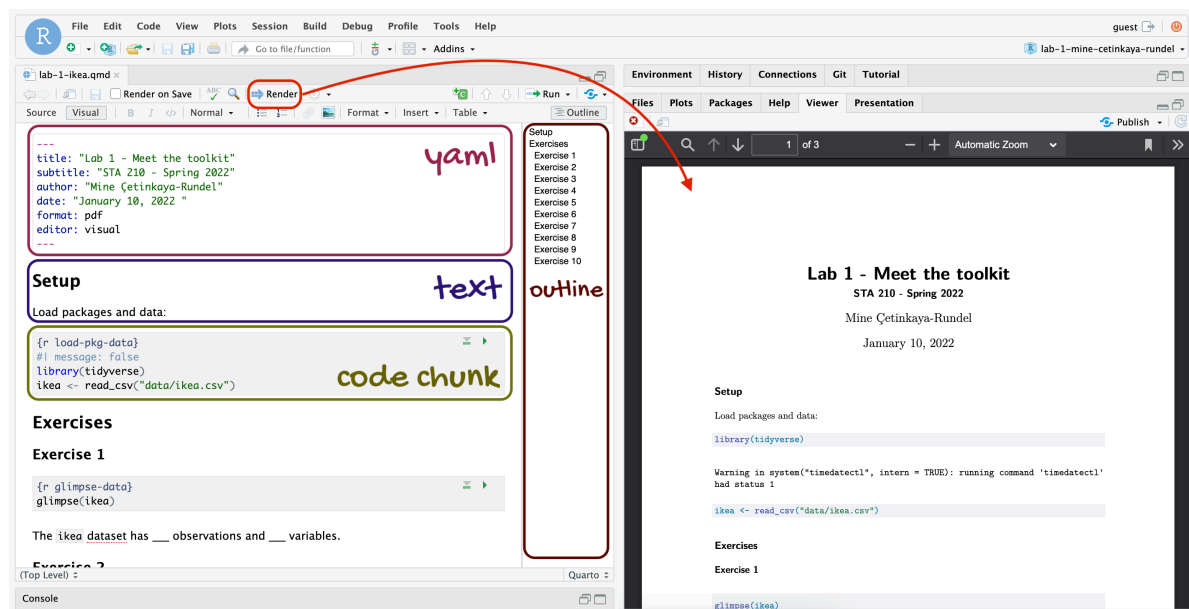 R
File Edit Code View Plots Session Build Debug Profile Tools Help
guest
Go to file/function
Addins
R lab-1-mine-cetinkaya-rundel
lab-1-ikea.qmd
Render on Save
ABC
Render
Run
Source Visual
B I </>
Normal
Format
Insert
Table
Outline
---
title: "Lab 1 - Meet the toolkit"
subtitle: "STA 210 - Spring 2022"
author: "Mine Çetinkaya-Rundel"
date: "January 10, 2022 "
format: pdf
editor: visual
---
yaml
Setup
text
Load packages and data:
{r load-pkg-data}
#| message: false
library(tidyverse)
ikea <- read_csv("data/ikea.csv")
code chunk
Exercises
Exercise 1
{r glimpse-data}
glimpse(ikea)
The ikea dataset has ___ observations and ___ variables.
Exercise 2
(Top Level)
Quarto
Console
Setup
Exercises
Exercise 1
Exercise 2
Exercise 3
Exercise 4
Exercise 5
Exercise 6
Exercise 7
Exercise 8
Exercise 9
Exercise 10
outline
Environment History Connections Git Tutorial
Files Plots Packages Help Viewer Presentation
Publish
1 of 3
Automatic Zoom
Lab 1 - Meet the toolkit
STA 210 - Spring 2022
Mine Çetinkaya-Rundel
January 10, 2022
Setup
Load packages and data:
library(tidyverse)
Warning in system("timedatectl", intern = TRUE): running command 'timedatectl'
had status 1
ikea <- read_csv("data/ikea.csv")
Exercises
Exercise 1
glimpse(ikea)